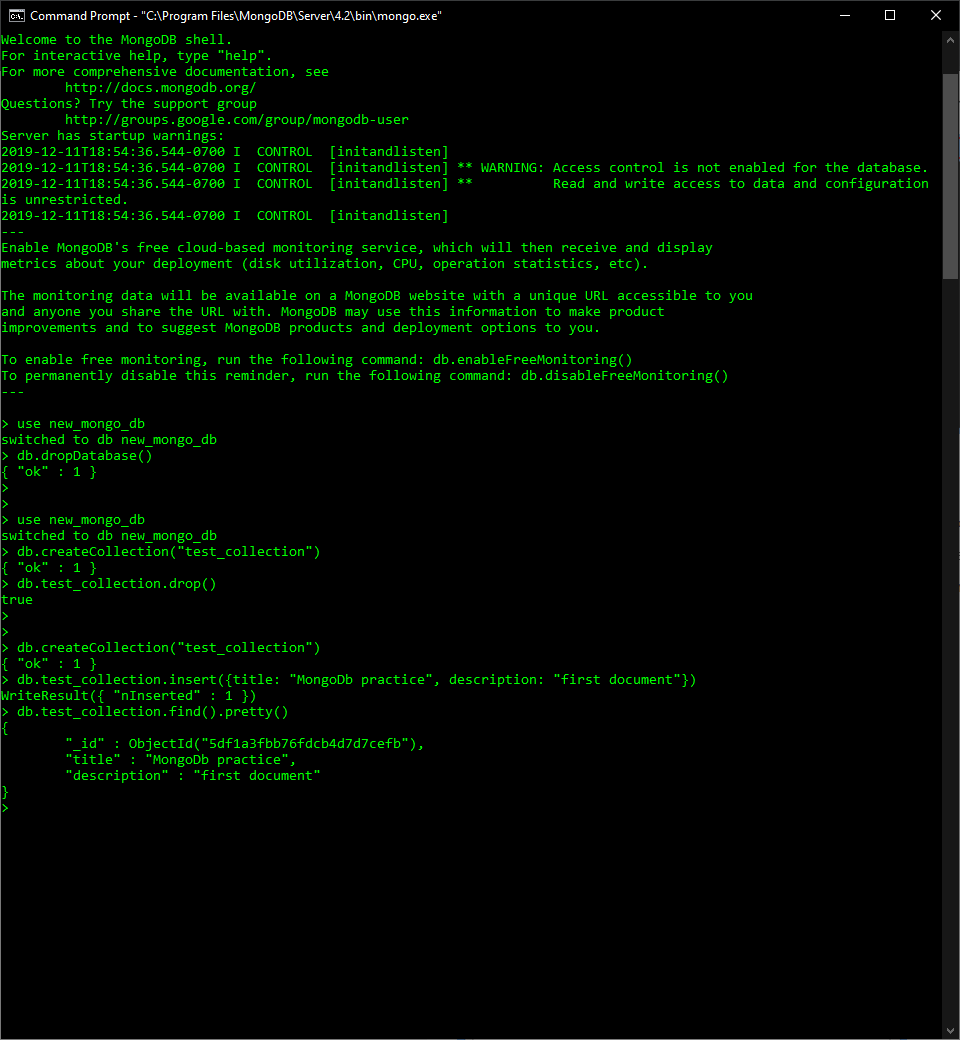 Command Prompt - "C:\Program Files\MongoDB\Server\4.2\bin\mongo.exe"
Welcome to the MongoDB shell.
For interactive help, type "help".
For more comprehensive documentation, see
        http://docs.mongodb.org/
Questions? Try the support group
        http://groups.google.com/group/mongodb-user
Server has startup warnings:
2019-12-11T18:54:36.544-0700 I  CONTROL  [initandlisten]
2019-12-11T18:54:36.544-0700 I  CONTROL  [initandlisten] ** WARNING: Access control is not enabled for the database.
2019-12-11T18:54:36.544-0700 I  CONTROL  [initandlisten] **          Read and write access to data and configuration
is unrestricted.
2019-12-11T18:54:36.544-0700 I  CONTROL  [initandlisten]
---
Enable MongoDB's free cloud-based monitoring service, which will then receive and display
metrics about your deployment (disk utilization, CPU, operation statistics, etc).

The monitoring data will be available on a MongoDB website with a unique URL accessible to you
and anyone you share the URL with. MongoDB may use this information to make product
improvements and to suggest MongoDB products and deployment options to you.

To enable free monitoring, run the following command: db.enableFreeMonitoring()
To permanently disable this reminder, run the following command: db.disableFreeMonitoring()
---

> use new_mongo_db
switched to db new_mongo_db
> db.dropDatabase()
{ "ok" : 1 }
>
>
> use new_mongo_db
switched to db new_mongo_db
> db.createCollection("test_collection")
{ "ok" : 1 }
> db.test_collection.drop()
true
>
>
> db.createCollection("test_collection")
{ "ok" : 1 }
> db.test_collection.insert({title: "MongoDb practice", description: "first document"})
WriteResult({ "nInserted" : 1 })
> db.test_collection.find().pretty()
{
        "_id" : ObjectId("5df1a3fbb76fdcb4d7d7cefb"),
        "title" : "MongoDb practice",
        "description" : "first document"
}
>